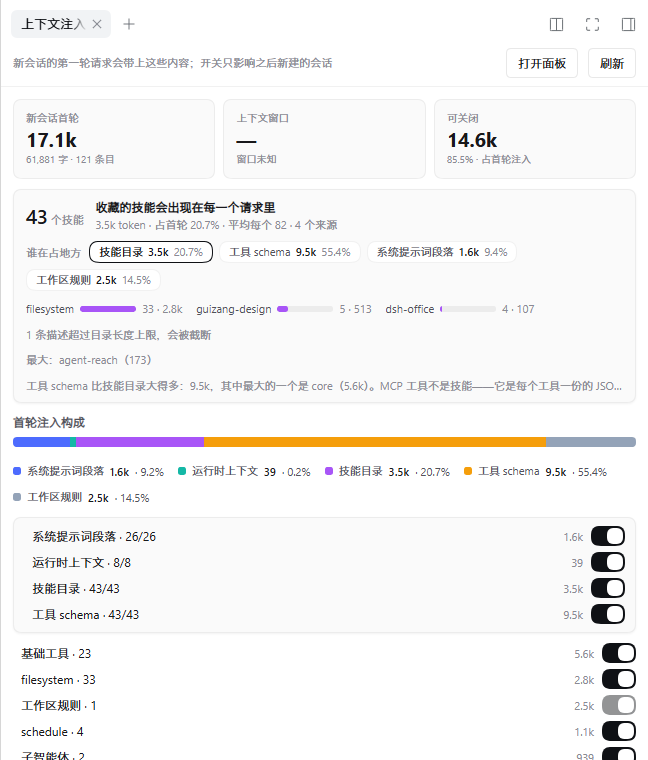 上下文注入
新会话的第一轮请求会带上这些内容；开关只影响之后新建的会话
打开面板
刷新
新会话首轮
17.1k
61,881 字 · 121 条目
上下文窗口
—
窗口未知
可关闭
14.6k
85.5% · 占首轮注入
43 个技能
收藏的技能会出现在每一个请求里
3.5k token · 占首轮 20.7% · 平均每个 82 · 4 个来源
谁在占地方 技能目录 3.5k 20.7% 工具 schema 9.5k 55.4% 系统提示词段落 1.6k 9.4%
工作区规则 2.5k 14.5%
filesystem 33 · 2.8k guizang-design 5 · 513 dsh-office 4 · 107
1 条描述超过目录长度上限，会被截断
最大：agent-reach（173）
工具 schema 比技能目录大得多：9.5k，其中最大的一个是 core（5.6k）。MCP 工具不是技能——它是每个工具一份的 JSO...
首轮注入构成
系统提示词段落 1.6k · 9.2% 运行时上下文 39 · 0.2% 技能目录 3.5k · 20.7% 工具 schema 9.5k · 55.4%
工作区规则 2.5k · 14.5%
系统提示词段落 · 26/26 1.6k
运行时上下文 · 8/8 39
技能目录 · 43/43 3.5k
工具 schema · 43/43 9.5k
基础工具 · 23 5.6k
filesystem · 33 2.8k
工作区规则 · 1 2.5k
schedule · 4 1.1k
子智能体 · 2 939